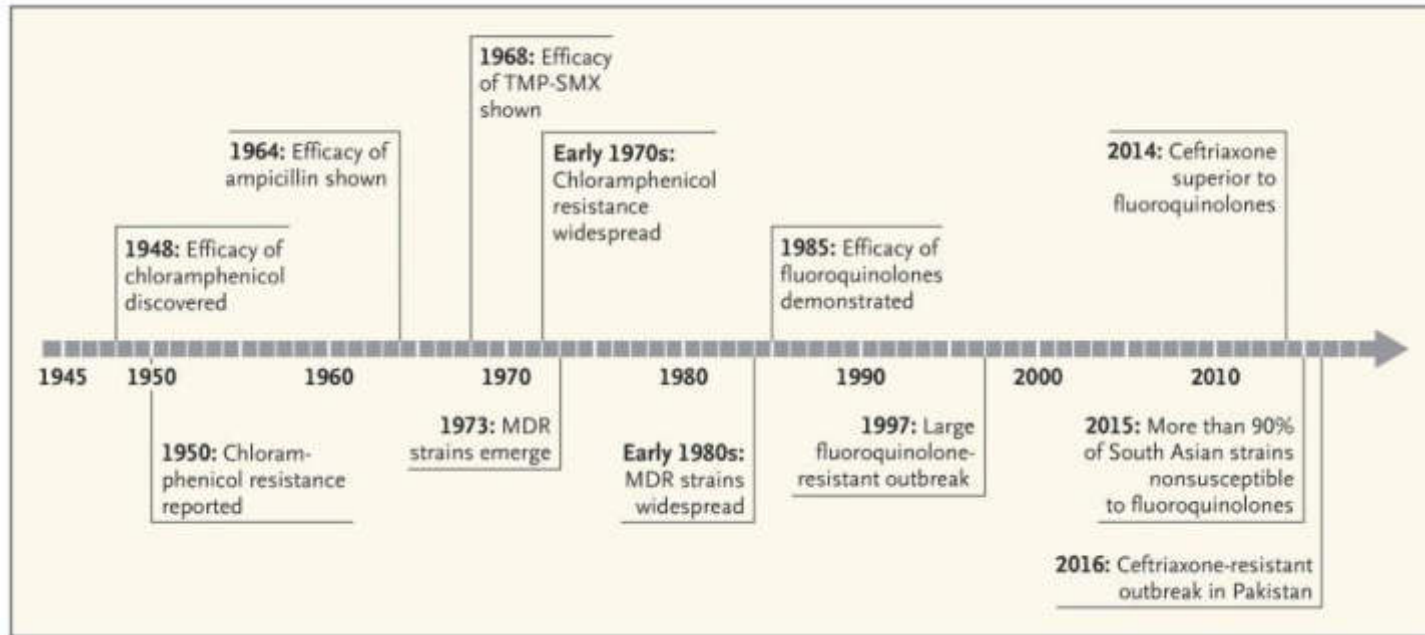 1968: Efficacy
of TMP-SMX
shown
1964: Efficacy of
ampicillin shown
Early 1970s:
Chloramphenicol
resistance
widespread
2014: Ceftriaxone
superior to
fluoroquinolones
1948: Efficacy of
chloramphenicol
discovered
1985: Efficacy of
fluoroquinolones
demonstrated
1945 1950 1960 1970 1980 1990 2000 2010
1950: Chloram-
phenicol resistance
reported
1973: MDR
strains emerge
Early 1980s:
MDR strains
widespread
1997: Large
fluoroquinolone-
resistant outbreak
2015: More than 90%
of South Asian strains
nonsusceptible
to fluoroquinolones
2016: Ceftriaxone-resistant
outbreak in Pakistan